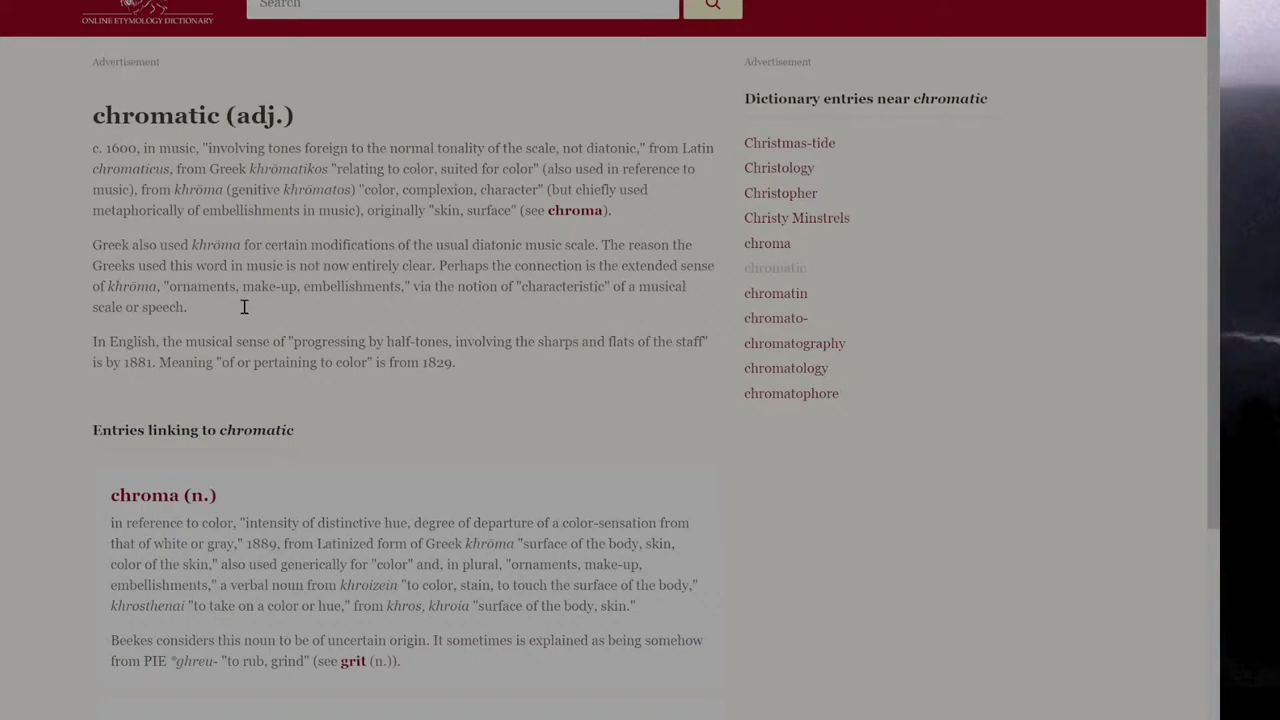 ONLINE ETYMOLOGY DICTIONARY
Search
Advertisement
chromatic (adj.)
c. 1600, in music, "involving tones foreign to the normal tonality of the scale, not diatonic," from Latin
chromaticus, from Greek khrōmatikos "relating to color, suited for color" (also used in reference to
music), from khrōma (genitive khrōmatos) "color, complexion, character" (but chiefly used
metaphorically of embellishments in music), originally "skin, surface" (see chroma).
Greek also used khrōma for certain modifications of the usual diatonic music scale. The reason the
Greeks used this word in music is not now entirely clear. Perhaps the connection is the extended sense
of khrōma, "ornaments, make-up, embellishments," via the notion of "characteristic" of a musical
scale or speech.
In English, the musical sense of "progressing by half-tones, involving the sharps and flats of the staff"
is by 1881. Meaning "of or pertaining to color" is from 1829.
Entries linking to chromatic
chroma (n.)
in reference to color, "intensity of distinctive hue, degree of departure of a color-sensation from
that of white or gray," 1889, from Latinized form of Greek khrōma "surface of the body, skin,
color of the skin," also used generically for "color" and, in plural, "ornaments, make-up,
embellishments," a verbal noun from khroizein "to color, stain, to touch the surface of the body,"
khrosthenai "to take on a color or hue," from khros, khroia "surface of the body, skin."
Beekes considers this noun to be of uncertain origin. It sometimes is explained as being somehow
from PIE *ghreu- "to rub, grind" (see grit (n.)).
Advertisement
Dictionary entries near chromatic
Christmas-tide
Christology
Christopher
Christy Minstrels
chroma
chromatic
chromatin
chromato-
chromatography
chromatology
chromatophore